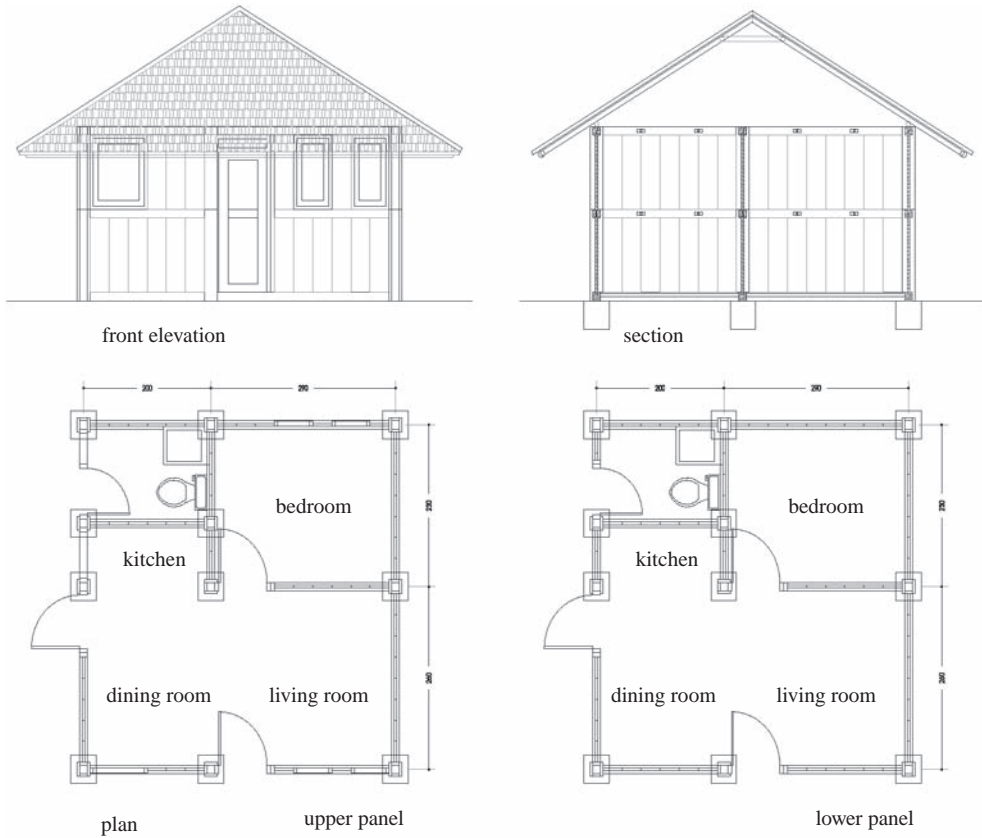 front elevation
section
200 290
200 290
bedroom
bedroom
kitchen
kitchen
dining room living room
dining room living room
plan
upper panel
lower panel